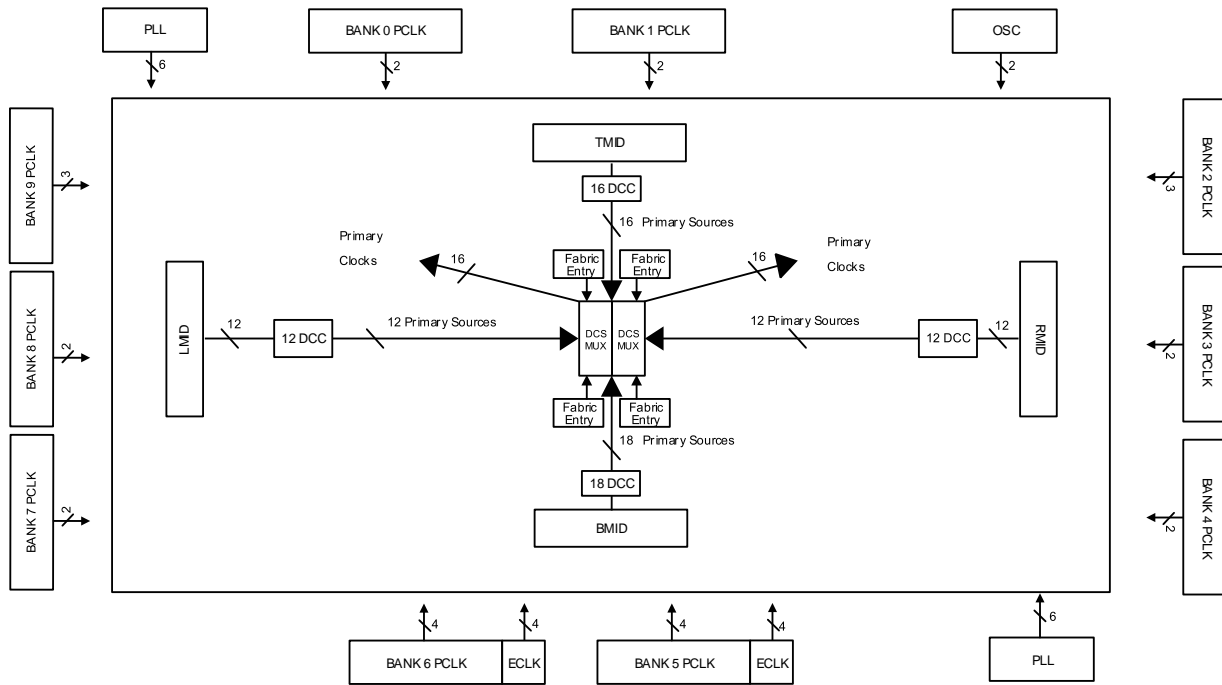 PLL
BANK 0 PCLK
BANK 1 PCLK
OSC
6
2
2
2
BANK 9 PCLK
3
BANK 8 PCLK
2
BANK 7 PCLK
2
TMID
16 DCC
16 Primary Sources
Primary
Clocks
16
Fabric
Entry
Fabric
Entry
16
Primary
Clocks
LMID
12
12 DCC
12 Primary Sources
DCS
MUX
DCS
MUX
12 Primary Sources
12 DCC
12
RMID
Fabric
Entry
Fabric
Entry
18 Primary Sources
18 DCC
BMID
BANK 2 PCLK
3
BANK 3 PCLK
2
BANK 4 PCLK
2
4
4
4
4
6
BANK 6 PCLK
ECLK
BANK 5 PCLK
ECLK
PLL